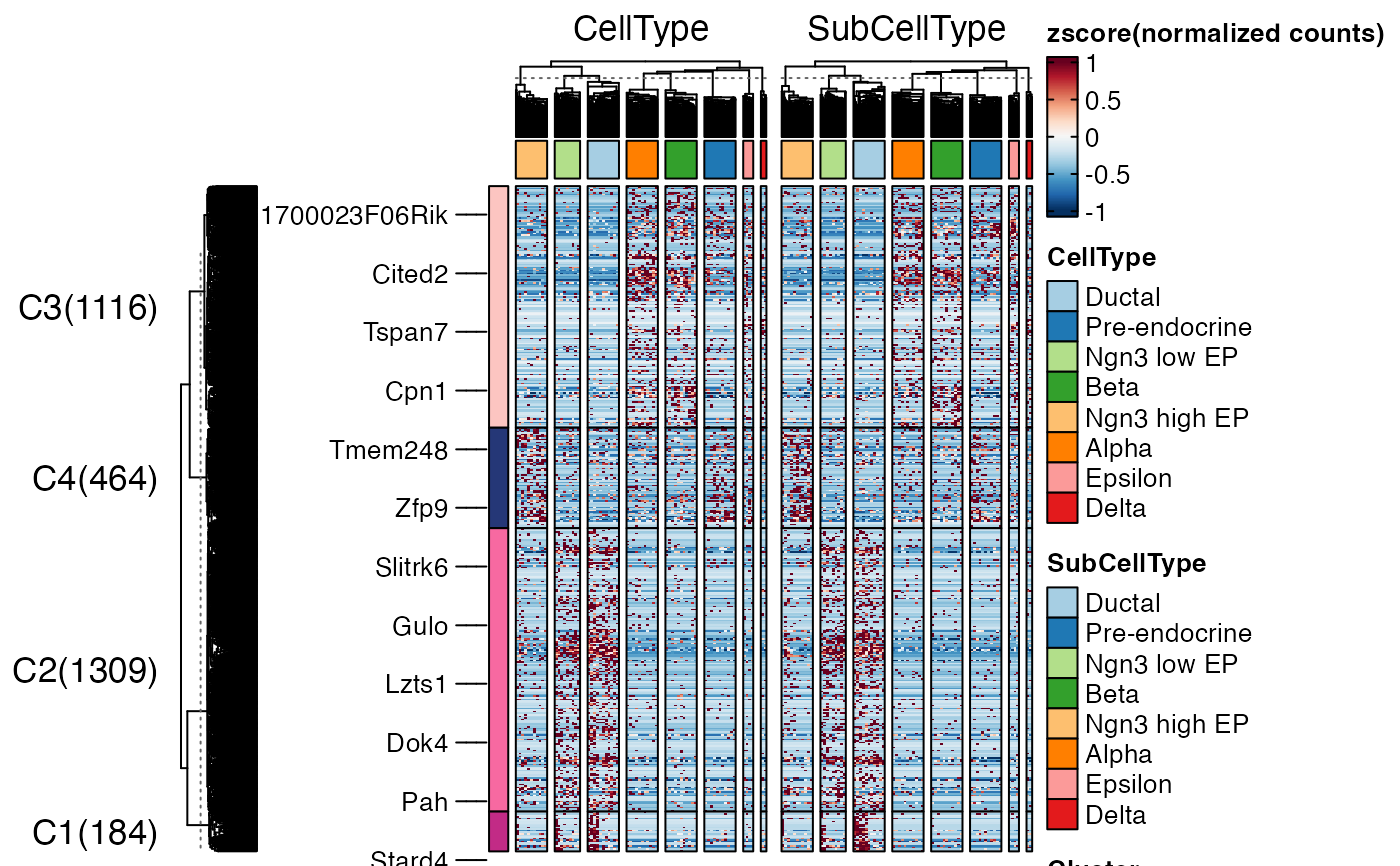 CellType
SubCellType
C3(1116)
C4(464)
C2(1309)
C1(184)
1700023F06Rik
Cited2
Tspan7
Cpn1
Tmem248
Zfp9
Slitrk6
Gulo
Lzts1
Dok4
Pah
Stard4
zscore(normalized counts)
1
0.5
0
-0.5
-1
CellType
Ductal
Pre-endocrine
Ngn3 low EP
Beta
Ngn3 high EP
Alpha
Epsilon
Delta
SubCellType
Ductal
Pre-endocrine
Ngn3 low EP
Beta
Ngn3 high EP
Alpha
Epsilon
Delta
Cluster